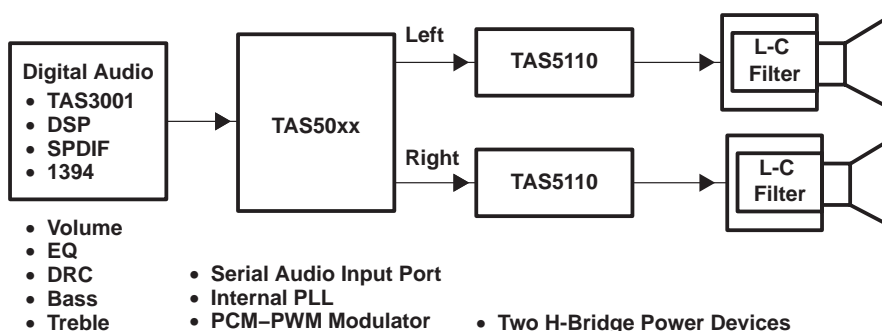 Digital Audio
• TAS3001
• DSP
• SPDIF
• 1394
TAS50xx
Left
TAS5110
L-C
Filter
Right
TAS5110
L-C
Filter
• Volume
• EQ
• DRC
• Bass
• Treble
• Serial Audio Input Port
• Internal PLL
• PCM–PWM Modulator
• Two H-Bridge Power Devices